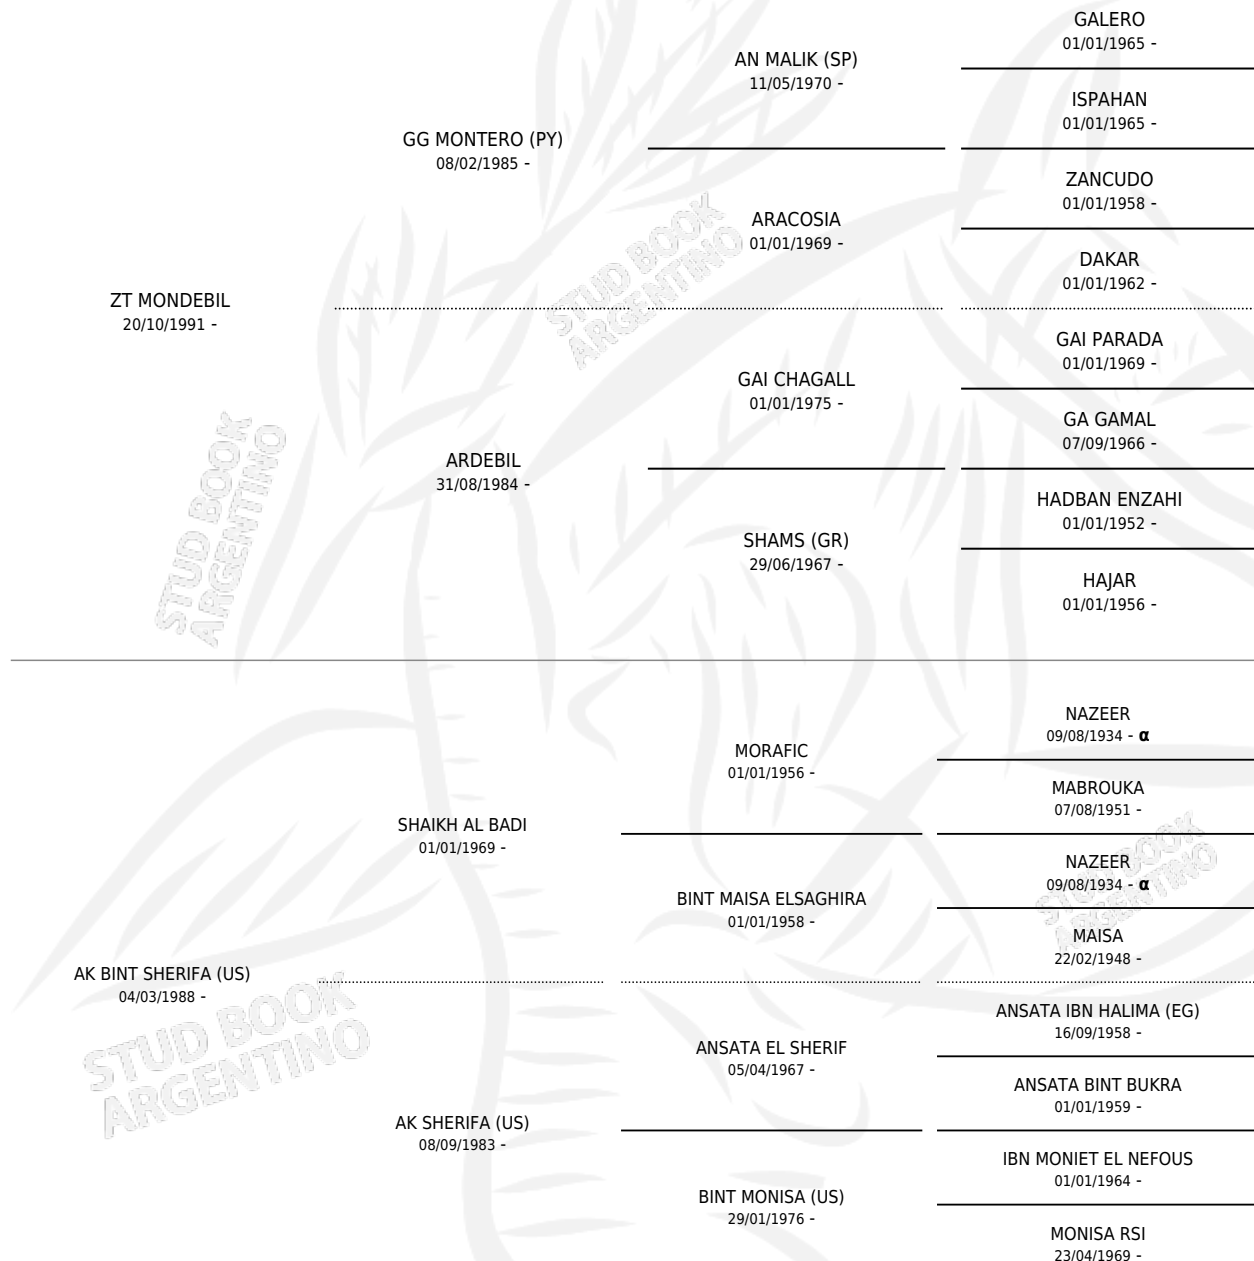 GALERO
01/01/1965 -
AN MALIK (SP)
11/05/1970 -
ISPAHAN
01/01/1965 -
GG MONTERO (PY)
08/02/1985 -
ZANCUDO
01/01/1958 -
ARACOSIA
01/01/1969 -
DAKAR
01/01/1962 -
ZT MONDEBIL
20/10/1991 -
GAI PARADA
01/01/1969 -
GAI CHAGALL
01/01/1975 -
GA GAMAL
07/09/1966 -
ARDEBIL
31/08/1984 -
HADBAN ENZAHI
01/01/1952 -
SHAMS (GR)
29/06/1967 -
HAJAR
01/01/1956 -
STUD BOOK
ARGENTINO
STUD BOOK
ARGENTINO
NAZEER
09/08/1934 - α
MORAFIC
01/01/1956 -
MABROUKA
07/08/1951 -
SHAIKH AL BADI
01/01/1969 -
NAZEER
09/08/1934 - α
BINT MAISA ELSAGHIRA
01/01/1958 -
MAISA
22/02/1948 -
AK BINT SHERIFA (US)
04/03/1988 -
ANSATA IBN HALIMA (EG)
16/09/1958 -
ANSATA EL SHERIF
05/04/1967 -
ANSATA BINT BUKRA
01/01/1959 -
AK SHERIFA (US)
08/09/1983 -
IBN MONIET EL NEFOUS
01/01/1964 -
BINT MONISA (US)
29/01/1976 -
MONISA RSI
23/04/1969 -
STUD BOOK
ARGENTINO
STUD BOOK
ARGENTINO